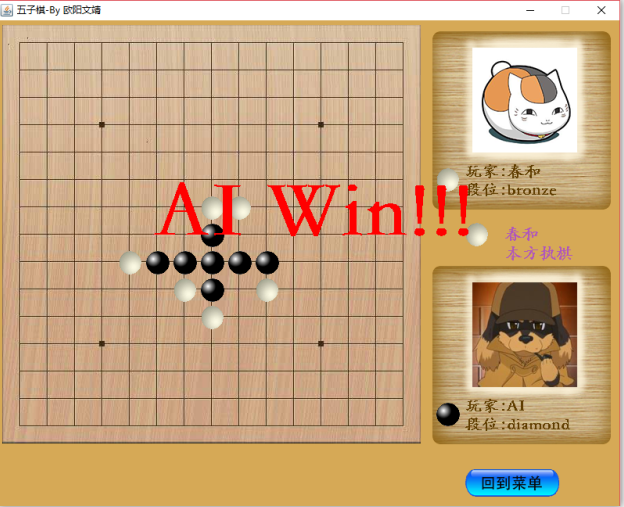 五子棋-By 欧阳文靖
AI Win!!!
玩家:春和
段位:bronze
春和
本方执棋
玩家:AI
段位:diamond
回到菜单